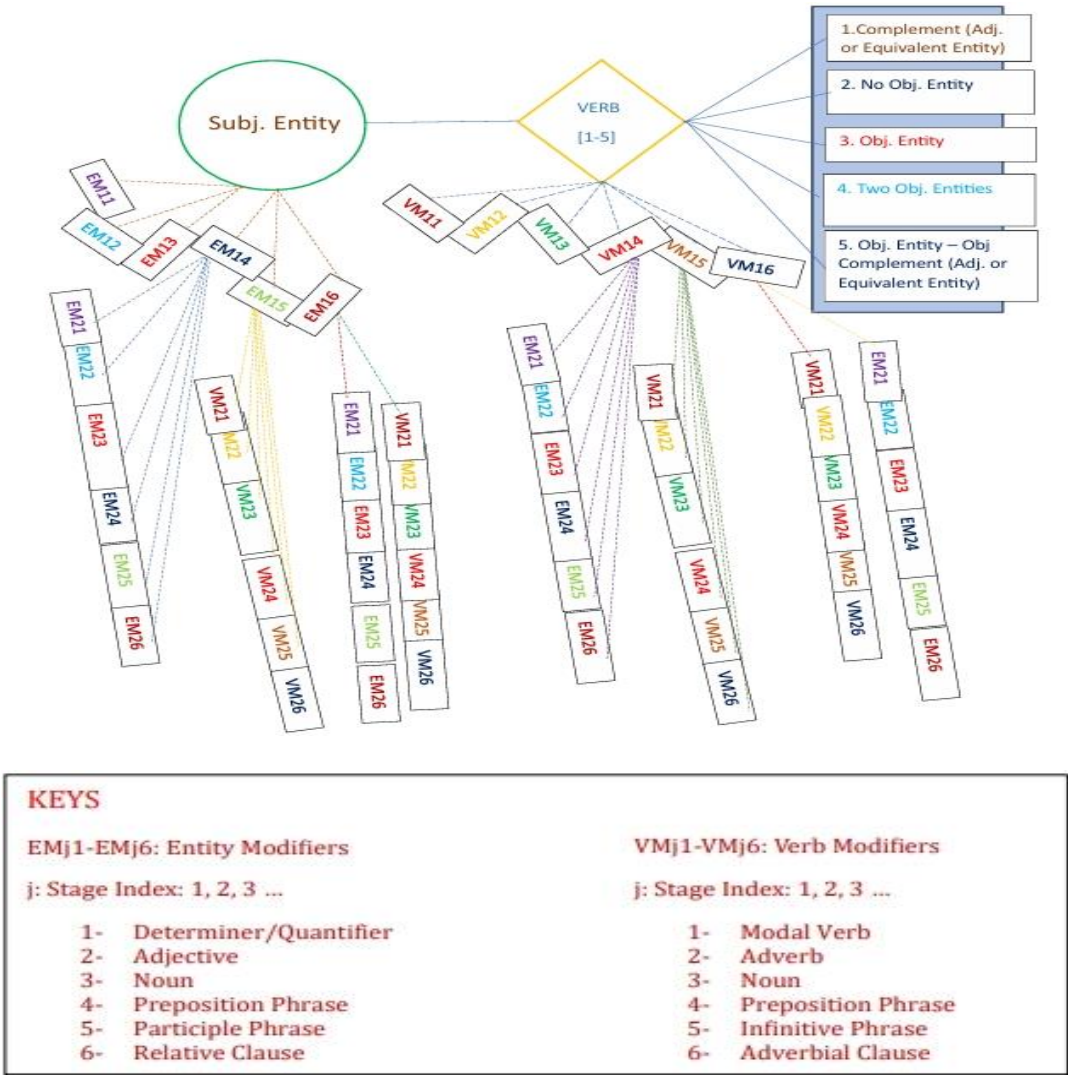 Subj. Entity
VERB
[1-5]
1.Complement (Adj.
or Equivalent Entity)
2. No Obj. Entity
3. Obj. Entity
4. Two Obj. Entities
5. Obj. Entity – Obj
Complement (Adj. or
Equivalent Entity)
EM11
EM12
EM13
EM14
EM15
EM16
VM11
VM12
VM13
VM14
VM15
VM16
EM21
EM22
EM23
EM24
EM25
EM26
VM21
VM22
VM23
VM24
VM25
VM26
EM21
EM22
EM23
EM24
EM25
EM26
VM21
VM22
VM23
VM24
VM25
VM26
EM21
EM22
EM23
EM24
EM25
EM26
VM21
VM22
VM23
VM24
VM25
VM26
VM21
VM22
VM23
VM24
VM25
VM26
EM21
EM22
EM23
EM24
EM25
EM26
KEYS
EMj1-EMj6: Entity Modifiers
j: Stage Index: 1, 2, 3 ...
1- Determiner/Quantifier
2- Adjective
3- Noun
4- Preposition Phrase
5- Participle Phrase
6- Relative Clause
VMj1-VMj6: Verb Modifiers
j: Stage Index: 1, 2, 3 ...
1- Modal Verb
2- Adverb
3- Noun
4- Preposition Phrase
5- Infinitive Phrase
6- Adverbial Clause